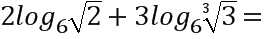 2log₆√2 + 3log₆∛3 =